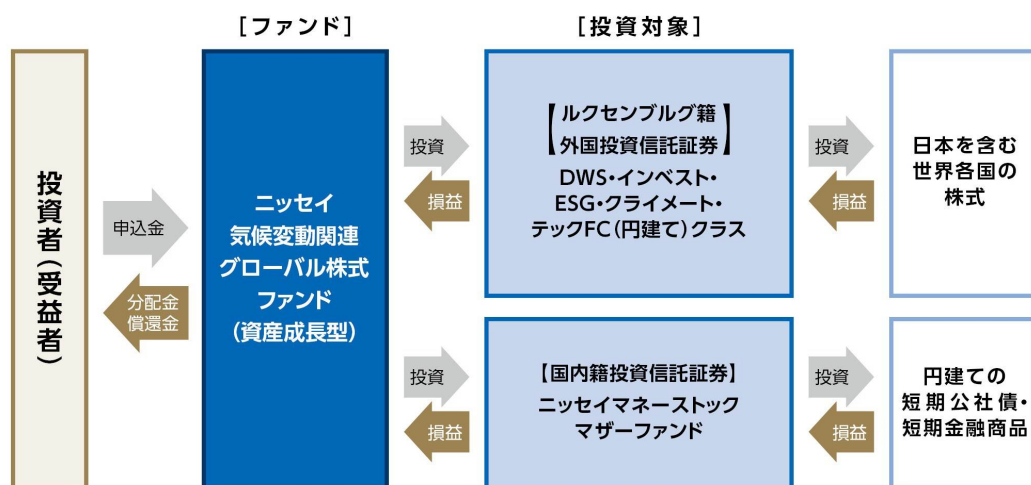 [ファンド]
[投資対象]
投資者(受益者)
申込金
分配金
償還金
ニッセイ
気候変動関連
グローバル株式
ファンド
(資産成長型)
投資
損益
【ルクセンブルグ籍
外国投資信託証券】
DWS・インベスト・
ESG・クライメート・
テックFC(円建て)クラス
投資
損益
日本を含む
世界各国の
株式
投資
損益
【国内籍投資信託証券】
ニッセイマネーストック
マザーファンド
投資
損益
円建ての
短期公社債・
短期金融商品